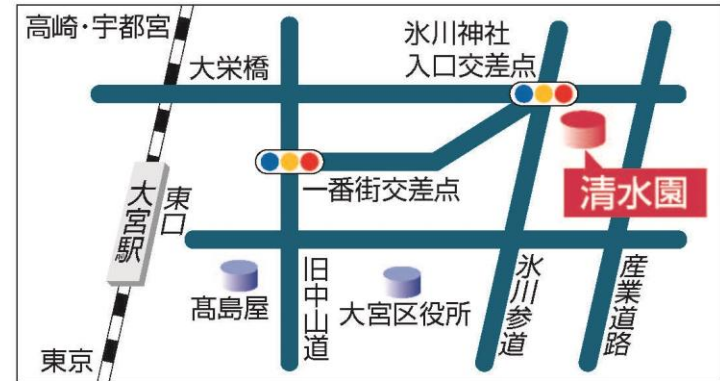 高崎・宇都宮
大栄橋
氷川神社
入口交差点
清水園
一番街交差点
大宮駅
東口
髙島屋
旧中山道
大宮区役所
氷川参道
産業道路
東京